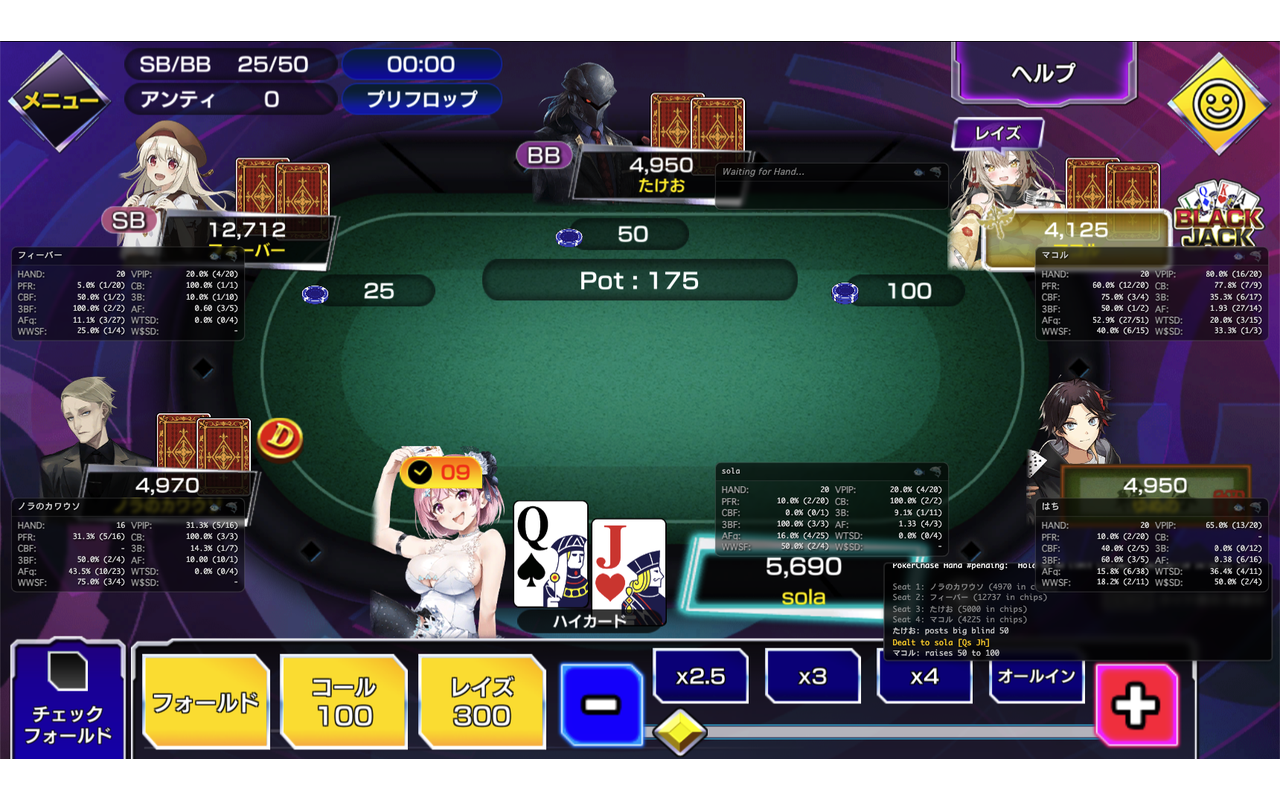 メニュー
SB/BB 25/50
アンティ 0
00:00
プリフロップ
ヘルプ
レイズ
BB
4,950
たけお
Waiting for Hand...
4,125
BLACK
JACK
SB
12,712
50
Pot : 175
25
100
フィーバー
HAND: 20 VPIP: 20.0% (4/20)
PFR: 5.0% (1/20) CB: 100.0% (1/1)
CBF: 50.0% (1/2) 3B: 10.0% (1/10)
3BF: 100.0% (2/2) AF: 0.60 (3/5)
AFq: 11.1% (3/27) WTSD: 0.0% (0/4)
WWSF: 25.0% (1/4) W$SD: -
マコル
HAND: 20 VPIP: 80.0% (16/20)
PFR: 60.0% (12/20) CB: 77.8% (7/9)
CBF: 75.0% (3/4) 3B: 35.3% (6/17)
3BF: 50.0% (1/2) AF: 1.93 (27/14)
AFq: 52.9% (27/51) WTSD: 20.0% (3/15)
WWSF: 40.0% (6/15) W$SD: 33.3% (1/3)
D
4,970
ノラのカワウソ
HAND: 16 VPIP: 31.3% (5/16)
PFR: 31.3% (5/16) CB: 100.0% (3/3)
CBF: - 3B: 14.3% (1/7)
3BF: 50.0% (2/4) AF: 10.00 (10/1)
AFq: 43.5% (10/23) WTSD: 0.0% (0/4)
WWSF: 75.0% (3/4) W$SD: -
09
Q
J
ハイカード
sola
HAND: 20 VPIP: 20.0% (4/20)
PFR: 10.0% (2/20) CB: 100.0% (2/2)
CBF: 0.0% (0/1) 3B: 9.1% (1/11)
3BF: 100.0% (3/3) AF: 1.33 (4/3)
AFq: 16.0% (4/25) WTSD: 0.0% (0/4)
WWSF: 50.0% (2/4) W$SD: -
5,690
sola
4,950
はち
HAND: 20 VPIP: 65.0% (13/20)
PFR: 10.0% (2/20) CB: -
CBF: 40.0% (2/5) 3B: 0.0% (0/12)
3BF: 60.0% (3/5) AF: 0.38 (6/16)
AFq: 15.8% (6/38) WTSD: 36.4% (4/11)
WWSF: 18.2% (2/11) W$SD: 50.0% (2/4)
PokerChase Hand #pending: Hold
Seat 1: ノラのカワウソ (4970 in c
Seat 2: フィーバー (12737 in chips)
Seat 3: たけお (5000 in chips)
Seat 4: マコル (4225 in chips)
たけお: posts big blind 50
Dealt to sola [Qs Jh]
マコル: raises 50 to 100
チェック
フォールド
フォールド
コール
100
レイズ
300
x2.5
x3
x4
オールイン